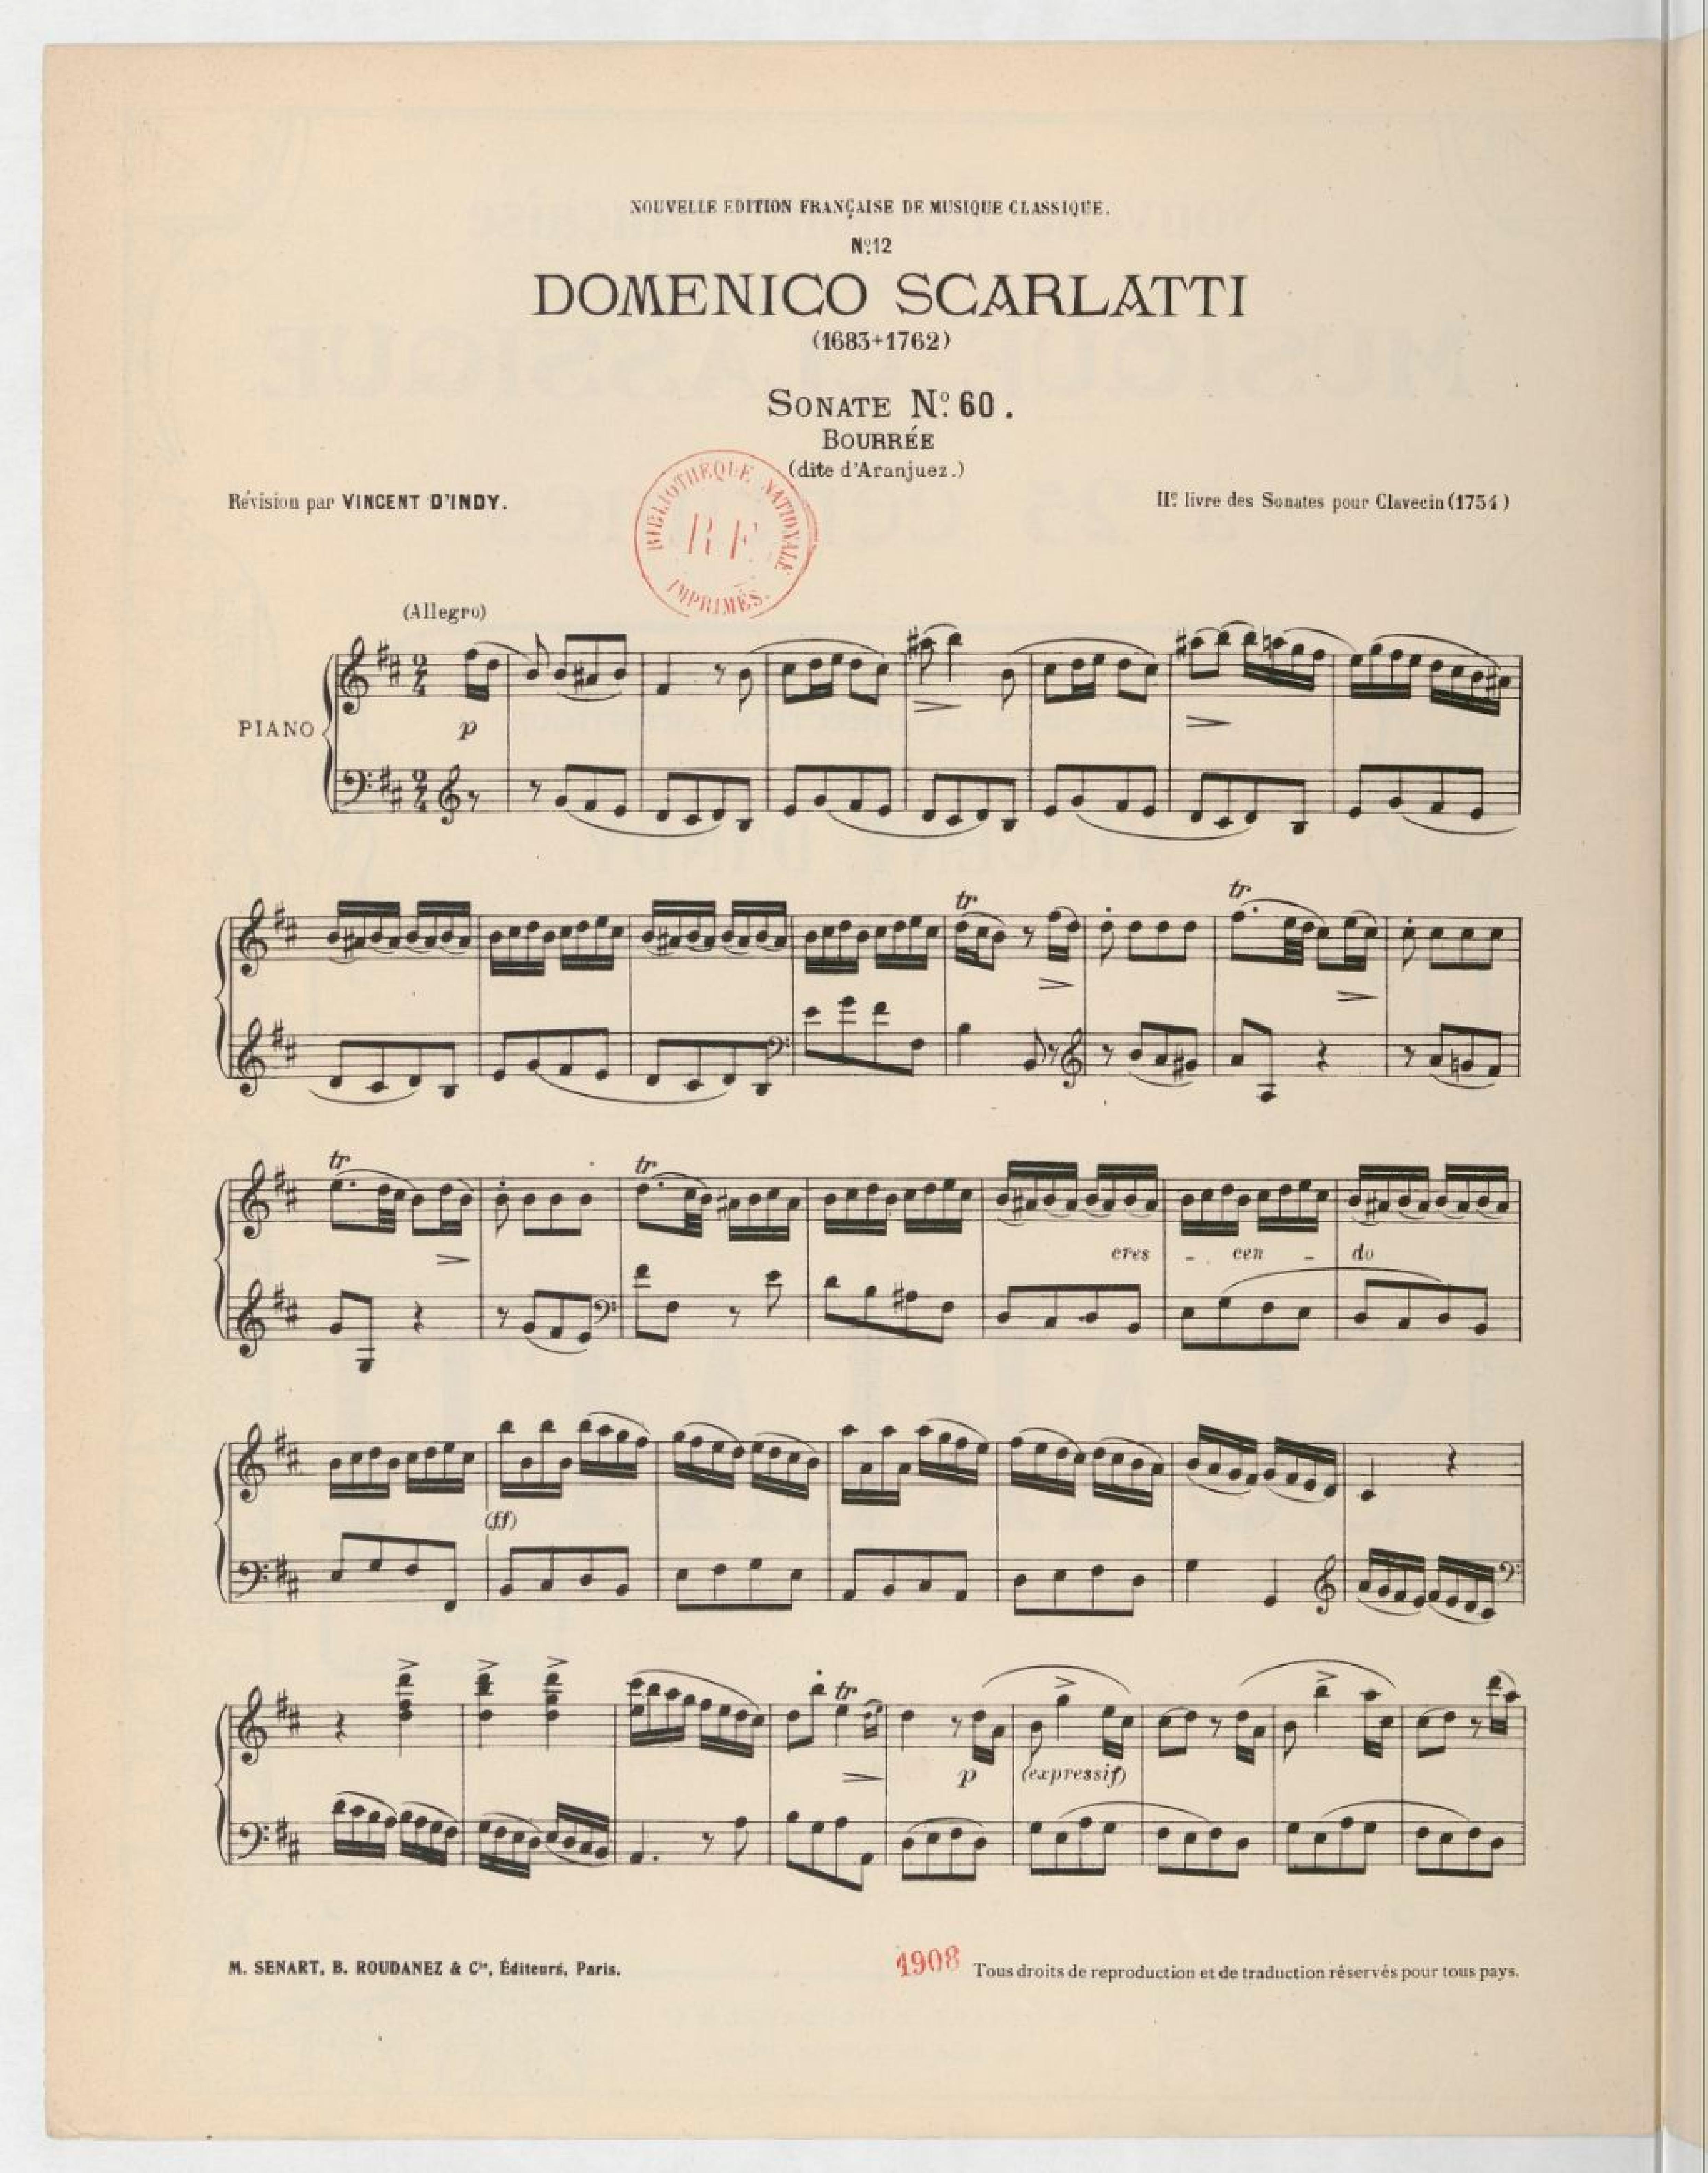 NOUVELLE EDITION FRANÇAISE DE MUSIQUE CLASSIQUE.
Nº 12
DOMENICO SCARLATTI
(1683+1762)
SONATE Nº 60.
BOURRÉE
(dite d'Aranjuez.)
Révision par VINCENT D'INDY.
IIe livre des Sonates pour Clavecin (1754)
BIBLIOTHÈQUE NATIONALE
R F
IMPRIMÉS.
(Allegro)
PIANO
p
tr
tr
tr
tr
cres - cen - do
(ff)
tr
p
(expressif)
M. SENART, B. ROUDANEZ & Cie, Éditeurs, Paris.
1908
Tous droits de reproduction et de traduction réservés pour tous pays.